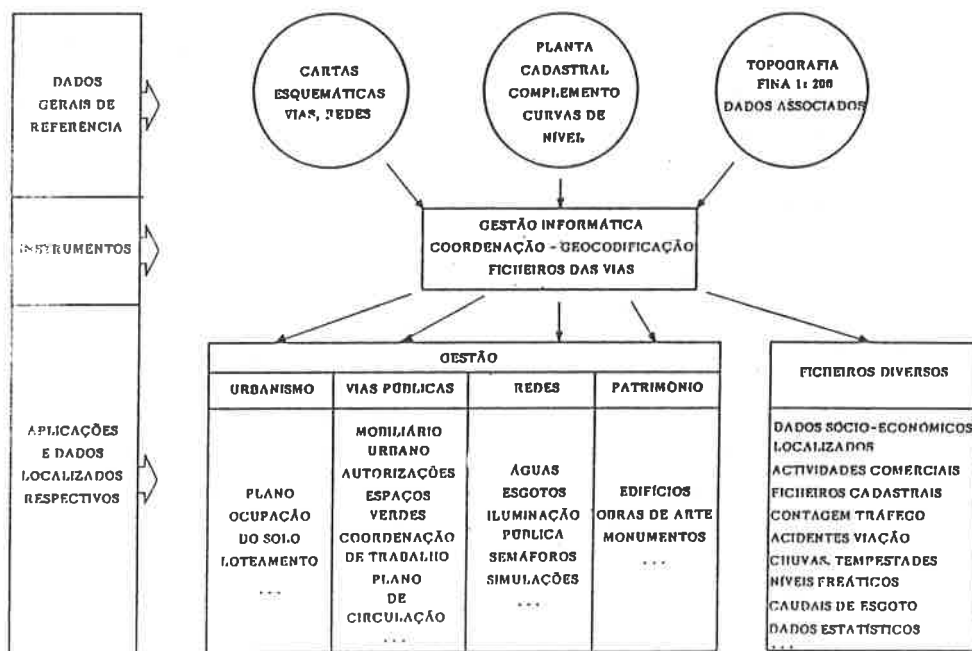 DADOS
GERAIS DE
REFERÊNCIA
CARTAS
ESQUEMÁTICAS
VIAS, REDES
PLANTA
CADASTRAL
COMPLEMENTO
CURVAS DE
NÍVEL
TOPOGRAFIA
FINA 1: 200
DADOS ASSOCIADOS
INSTRUMENTOS
GESTÃO INFORMÁTICA
COORDENAÇÃO - GEOCODIFICAÇÃO
FICHEIROS DAS VIAS
APLICAÇÕES
E DADOS
LOCALIZADOS
RESPECTIVOS
GESTÃO
URBANISMO
PLANO
OCUPAÇÃO
DO SOLO
LOTEAMENTO
...
VIAS PÚBLICAS
MOBILIÁRIO
URBANO
AUTORIZAÇÕES
ESPAÇOS
VERDES
COORDENAÇÃO
DE TRABALHO
PLANO
DE
CIRCULAÇÃO
...
REDES
ÁGUAS
ESGOTOS
ILUMINAÇÃO
PÚBLICA
SEMÁFOROS
SIMULAÇÕES
...
PATRIMÓNIO
EDIFÍCIOS
OBRAS DE ARTE
MONUMENTOS
...
FICHEIROS DIVERSOS
DADOS SÓCIO-ECONÓMICOS
LOCALIZADOS
ACTIVIDADES COMERCIAIS
FICHEIROS CADASTRAIS
CONTAGEM TRÁFEGO
ACIDENTES VIAÇÃO
CHUVAS, TEMPESTADES
NÍVEIS FREÁTICOS
CAUDAIS DE ESGOTO
DADOS ESTATÍSTICOS
...